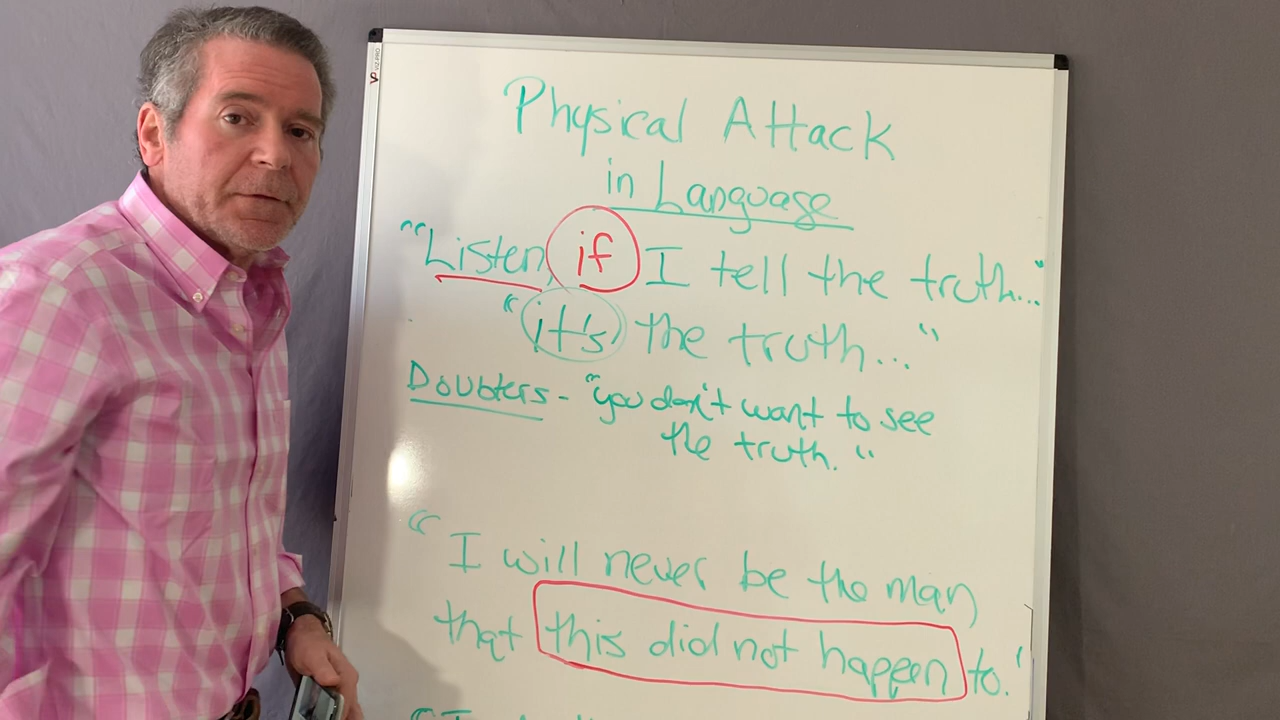 Physical Attack
in Language
"Listen, if I tell the truth..."
"it's the truth..."
Doubters - "you don't want to see
the truth."
"I will never be the man
that this did not happen to."